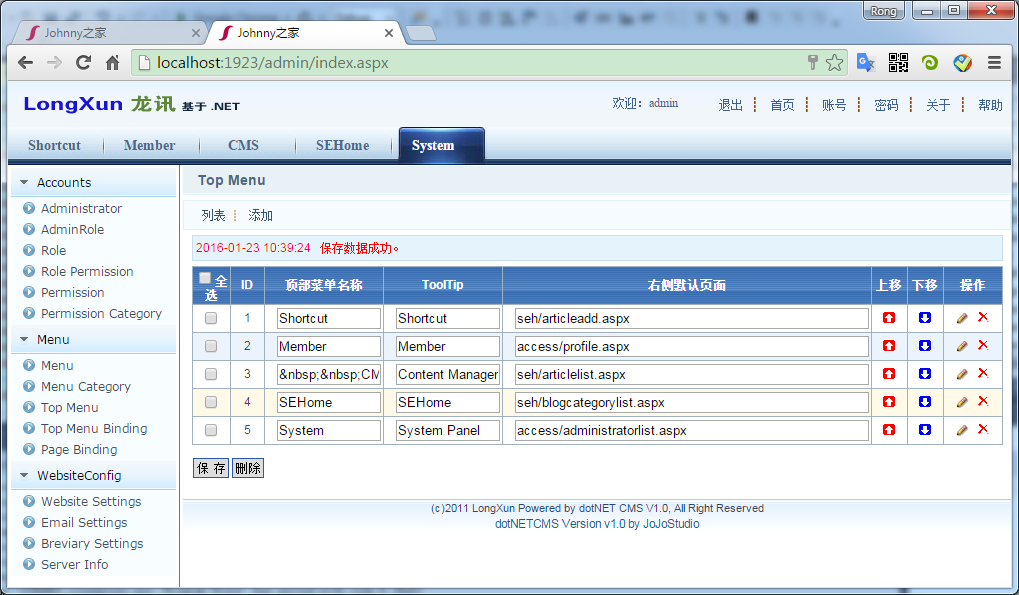 Rong
Johnny之家
Johnny之家
localhost:1923/admin/index.aspx
LongXun 龙讯 基于 .NET
欢迎: admin
退出 首页 账号 密码 关于 帮助
Shortcut Member CMS SEHome System
Accounts
Administrator
AdminRole
Role
Role Permission
Permission
Permission Category
Menu
Menu
Menu Category
Top Menu
Top Menu Binding
Page Binding
WebsiteConfig
Website Settings
Email Settings
Breviary Settings
Server Info
Top Menu
列表 添加
2016-01-23 10:39:24 保存数据成功。
全选 ID 顶部菜单名称 ToolTip 右侧默认页面 上移 下移 操作
1 Shortcut Shortcut seh/articleadd.aspx
2 Member Member access/profile.aspx
3 &nbsp;&nbsp;CM Content Manager seh/articlelist.aspx
4 SEHome SEHome seh/blogcategorylist.aspx
5 System System Panel access/administratorlist.aspx
保 存 删除
(c)2011 LongXun Powered by dotNET CMS V1.0, All Right Reserved
dotNETCMS Version v1.0 by JoJoStudio